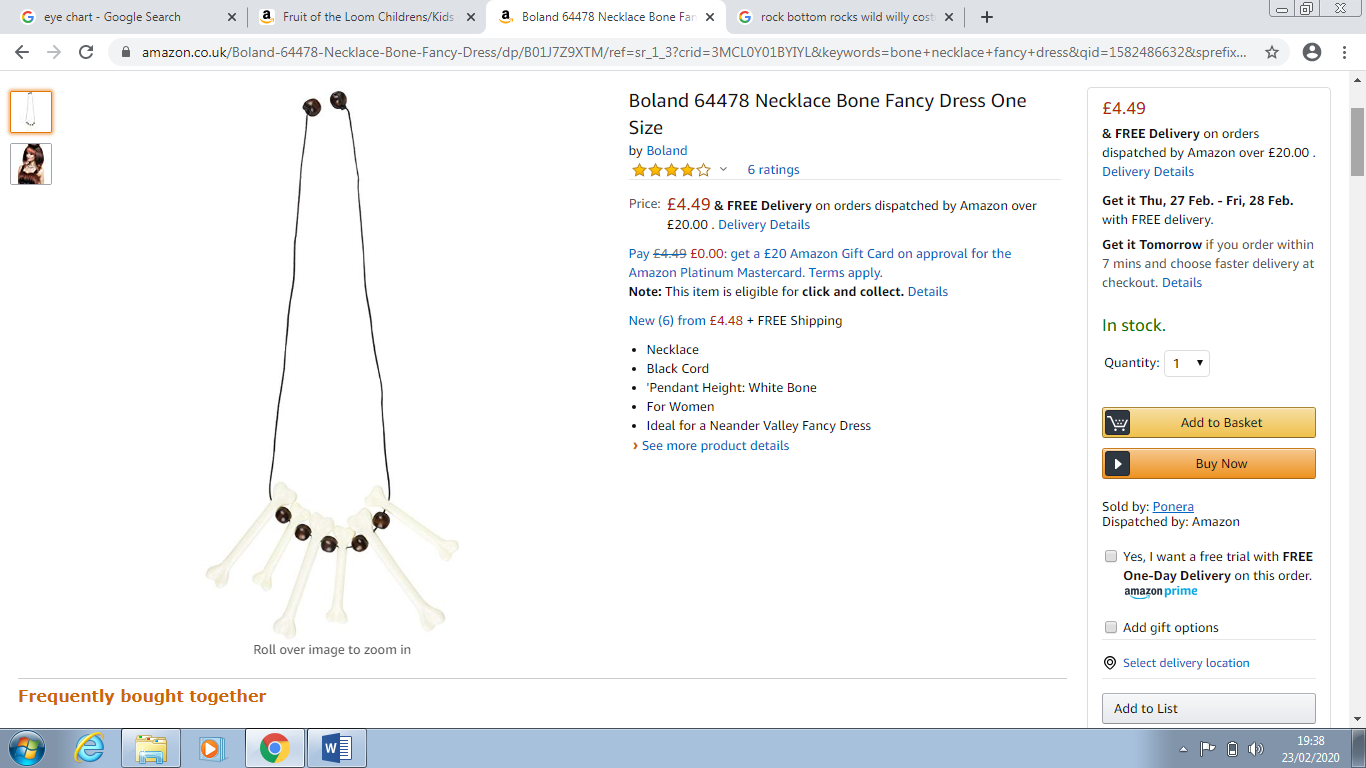 eye chart - Google Search
Fruit of the Loom Childrens/Kids
Boland 64478 Necklace Bone Fan
rock bottom rocks wild willy cost
amazon.co.uk/Boland-64478-Necklace-Bone-Fancy-Dress/dp/B01J7Z9XTM/ref=sr_1_3?crid=3MCL0Y01BYIYL&keywords=bone+necklace+fancy+dress&qid=1582486632&sprefix...
Roll over image to zoom in
Boland 64478 Necklace Bone Fancy Dress One
Size
by Boland
6 ratings
Price: £4.49 & FREE Delivery on orders dispatched by Amazon over
£20.00 . Delivery Details
Pay £4.49 £0.00: get a £20 Amazon Gift Card on approval for the
Amazon Platinum Mastercard. Terms apply.
Note: This item is eligible for click and collect. Details
New (6) from £4.48 + FREE Shipping
• Necklace
• Black Cord
• 'Pendant Height: White Bone
• For Women
• Ideal for a Neander Valley Fancy Dress
› See more product details
£4.49
& FREE Delivery on orders
dispatched by Amazon over £20.00 .
Delivery Details
Get it Thu, 27 Feb. - Fri, 28 Feb.
with FREE delivery.
Get it Tomorrow if you order within
7 mins and choose faster delivery at
checkout. Details
In stock.
Quantity: 1
Add to Basket
Buy Now
Sold by: Ponera
Dispatched by: Amazon
Yes, I want a free trial with FREE
One-Day Delivery on this order.
amazon prime
Add gift options
Select delivery location
Add to List
Frequently bought together
19:38
23/02/2020